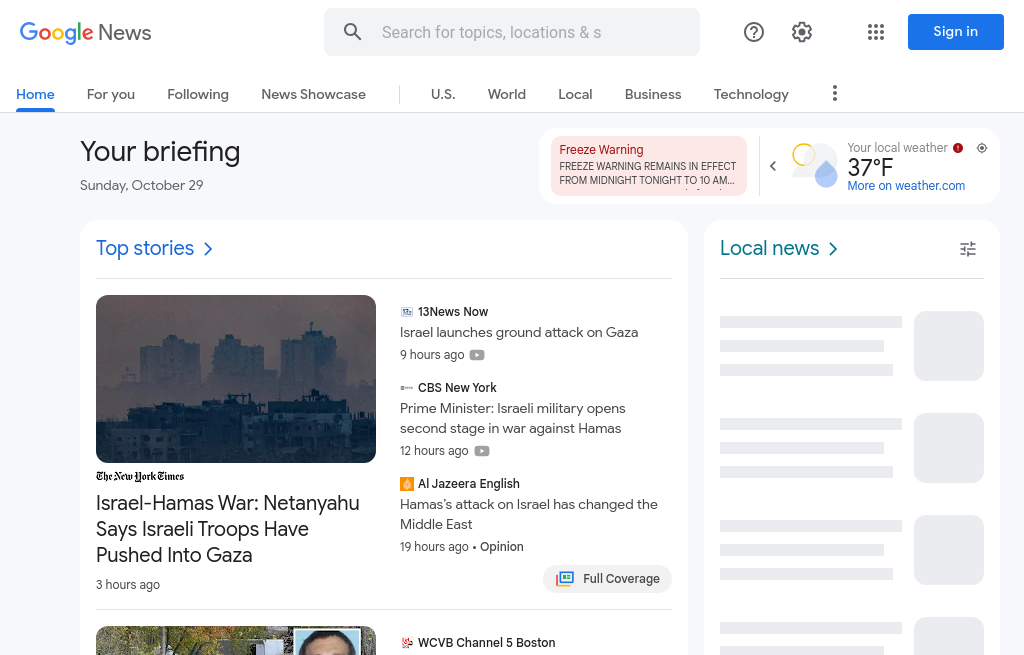 Google News
Search for topics, locations & s
Sign in
Home
For you
Following
News Showcase
U.S.
World
Local
Business
Technology
Your briefing
Sunday, October 29
Freeze Warning
FREEZE WARNING REMAINS IN EFFECT
FROM MIDNIGHT TONIGHT TO 10 AM...
Your local weather
37°F
More on weather.com
Top stories
The New York Times
Israel-Hamas War: Netanyahu
Says Israeli Troops Have
Pushed Into Gaza
3 hours ago
13News Now
Israel launches ground attack on Gaza
9 hours ago
CBS New York
Prime Minister: Israeli military opens
second stage in war against Hamas
12 hours ago
Al Jazeera English
Hamas’s attack on Israel has changed the
Middle East
19 hours ago • Opinion
Full Coverage
WCVB Channel 5 Boston
Local news